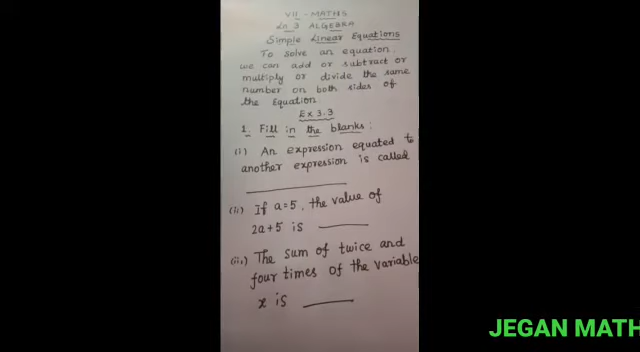 VII - MATHS
Ln 3 ALGEBRA
Simple Linear Equations
To solve an equation.
we can add or subtract or
multiply or divide the same
number on both sides of
the Equation.
Ex 3.3
1. Fill in the blanks:
(i) An expression equated to
another expression is called
(ii) If a=5, the value of
2a+5 is
(iii) The sum of twice and
four times of the variable
x is
JEGAN MATH